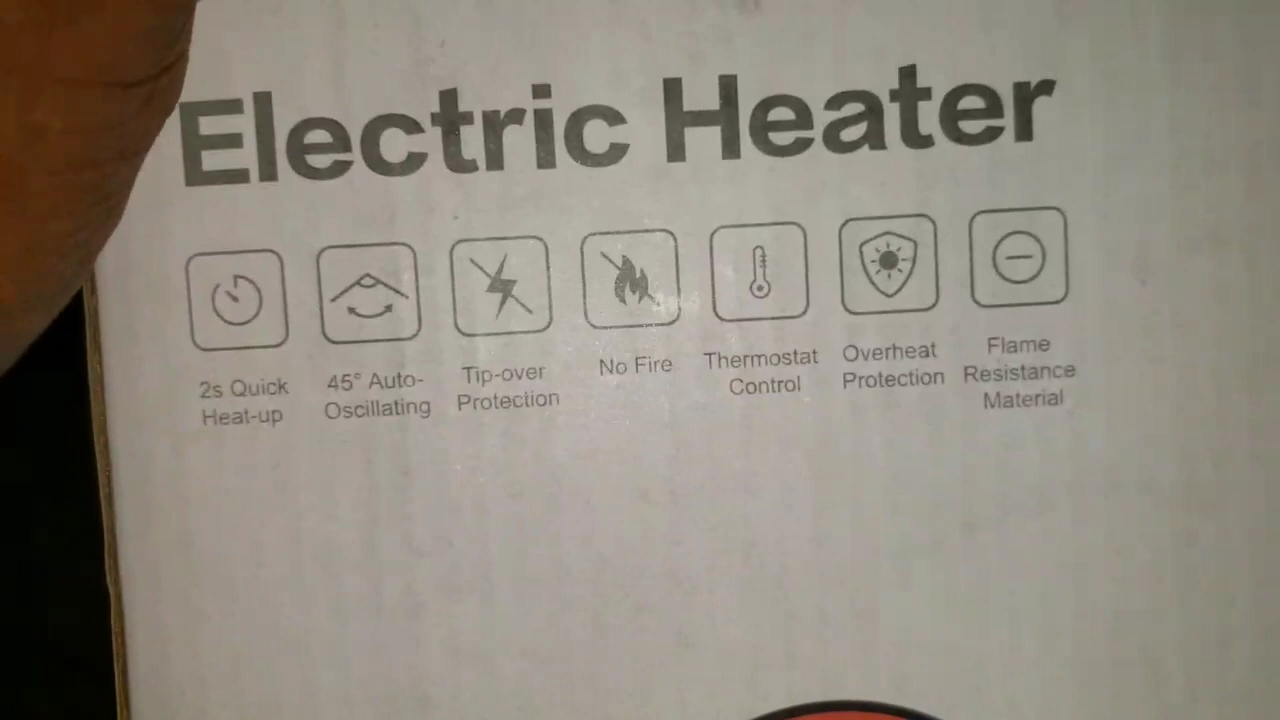 Electric Heater
2s Quick
Heat-up
45° Auto-
Oscillating
Tip-over
Protection
No Fire
Thermostat
Control
Overheat
Protection
Flame
Resistance
Material